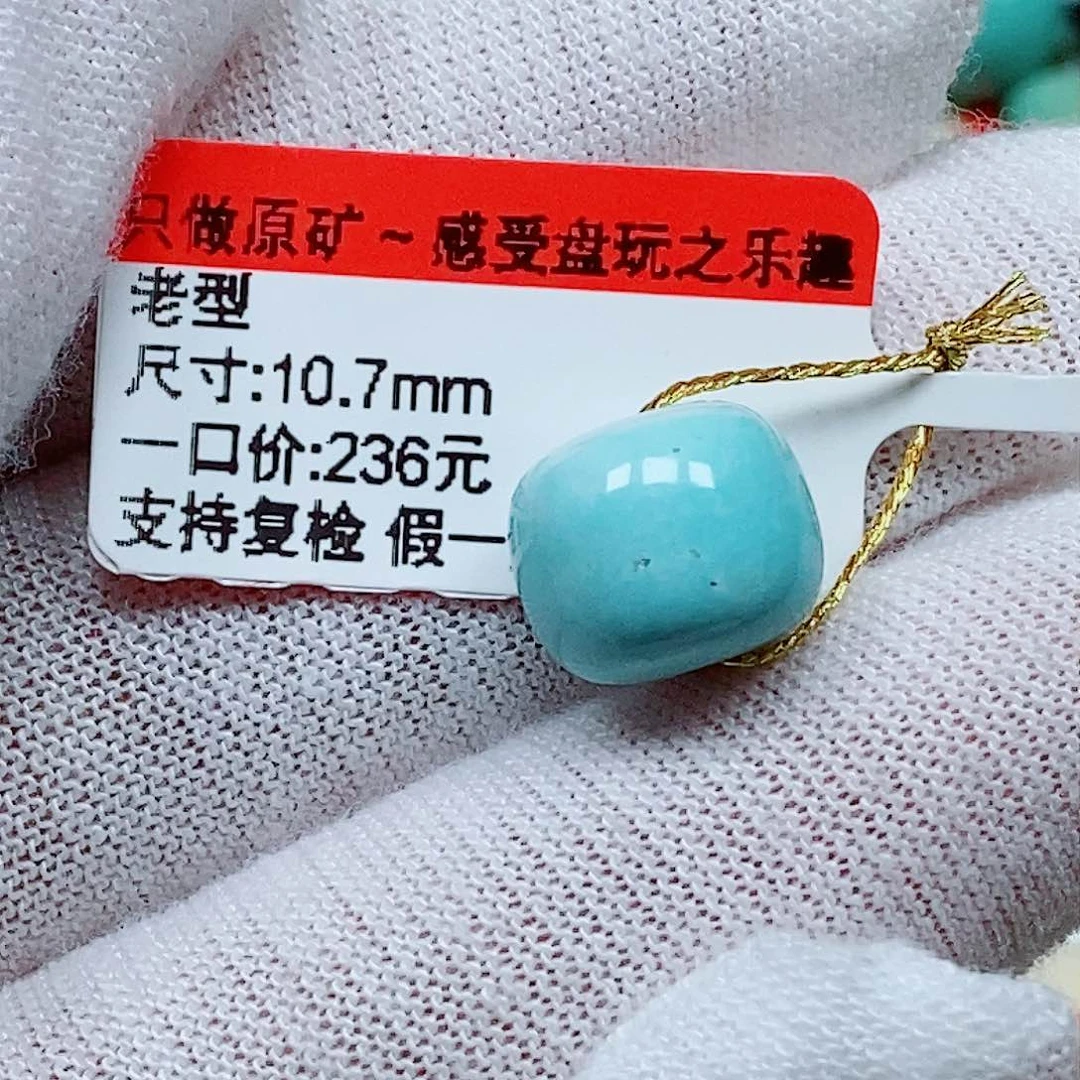 只做原矿~感受盘玩之乐趣
老型
尺寸:10.7mm
一口价:236元
支持复检 假一